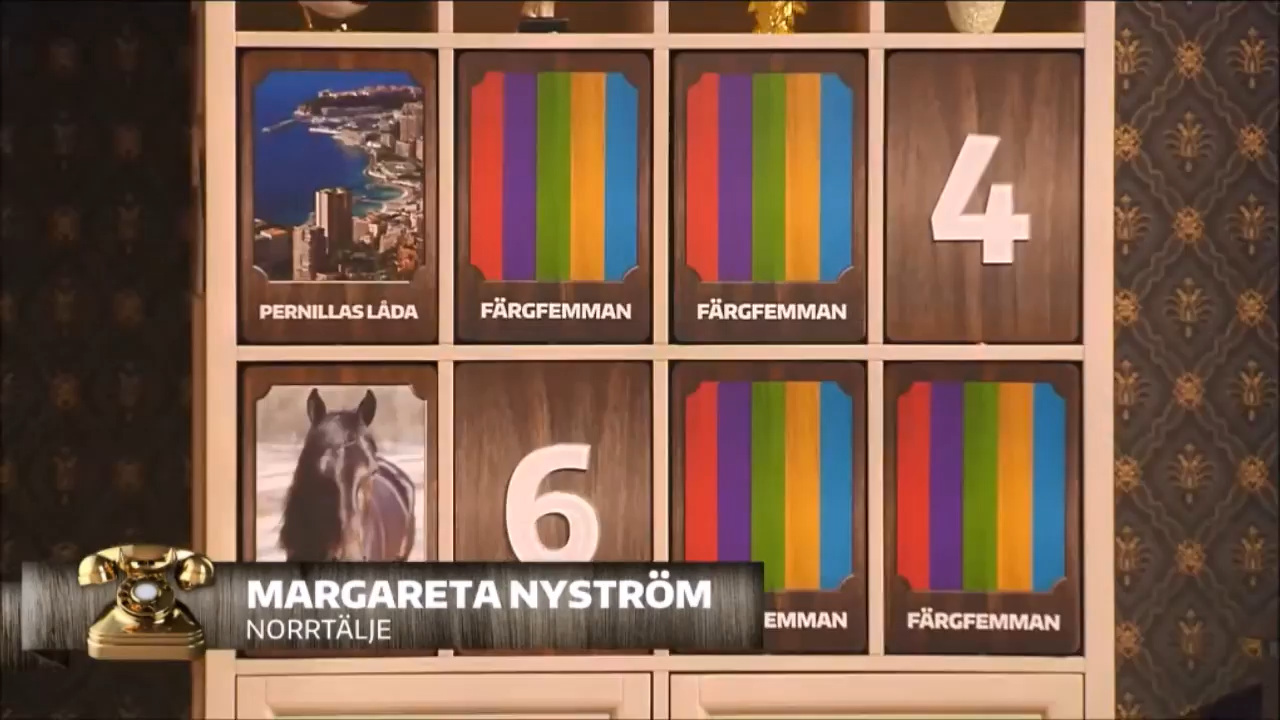 PERNILLAS LÅDA
FÄRGFEMMAN
FÄRGFEMMAN
4
6
MARGARETA NYSTRÖM
NORRTÄLJE
EMMAN
FÄRGFEMMAN